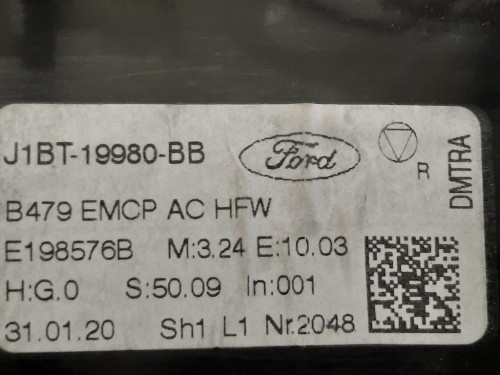 J1BT-19980-BB
Ford
R
DMTRA
B479 EMCP AC HFW
E198576B M:3.24 E:10.03
H:G.0 S:50.09 In:001
31.01.20 Sh1 L1 Nr.2048